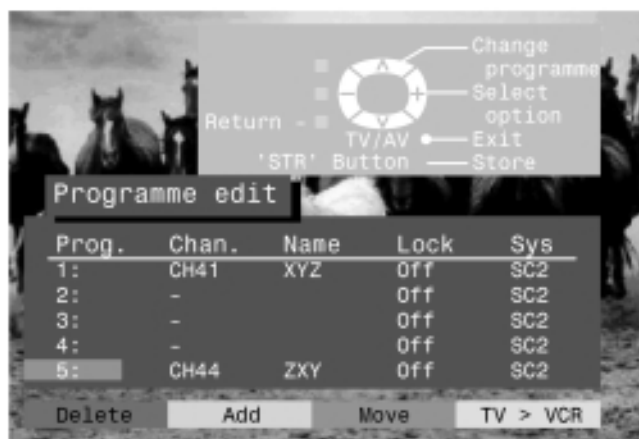 Change
programme
Select
option
Return
TV/AV
Exit
'STR' Button
Store
Programme edit
Prog. Chan. Name Lock Sys
1: CH41 XYZ Off SC2
2: - Off SC2
3: - Off SC2
4: - Off SC2
5: CH44 ZXY Off SC2
Delete Add Move TV > VCR